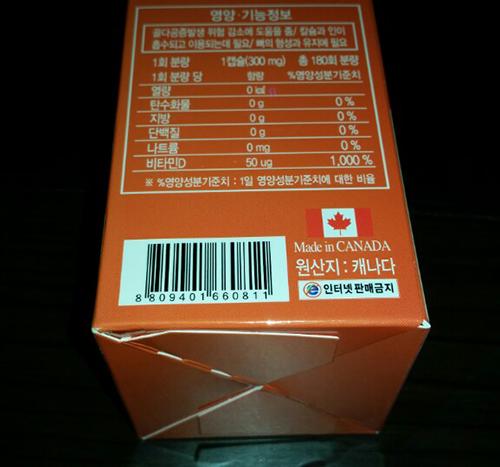 영양·기능정보
골다공증발생 위험 감소에 도움을 줌/ 칼슘과 인이
흡수되고 이용되는데 필요/ 뼈의 형성과 유지에 필요
1회 분량 1캡슐(300 mg) 총 180회 분량
1회 분량 당 함량 %영양성분기준치
열량 0 kcal
탄수화물 0 g 0 %
지방 0 g
단백질 0 g 0 %
나트륨 0 mg 0 %
비타민D 50 ug 1,000 %
※ %영양성분기준치 : 1일 영양성분기준치에 대한 비율
Made in CANADA
원산지 : 캐나다
인터넷판매금지
8 809401 660811